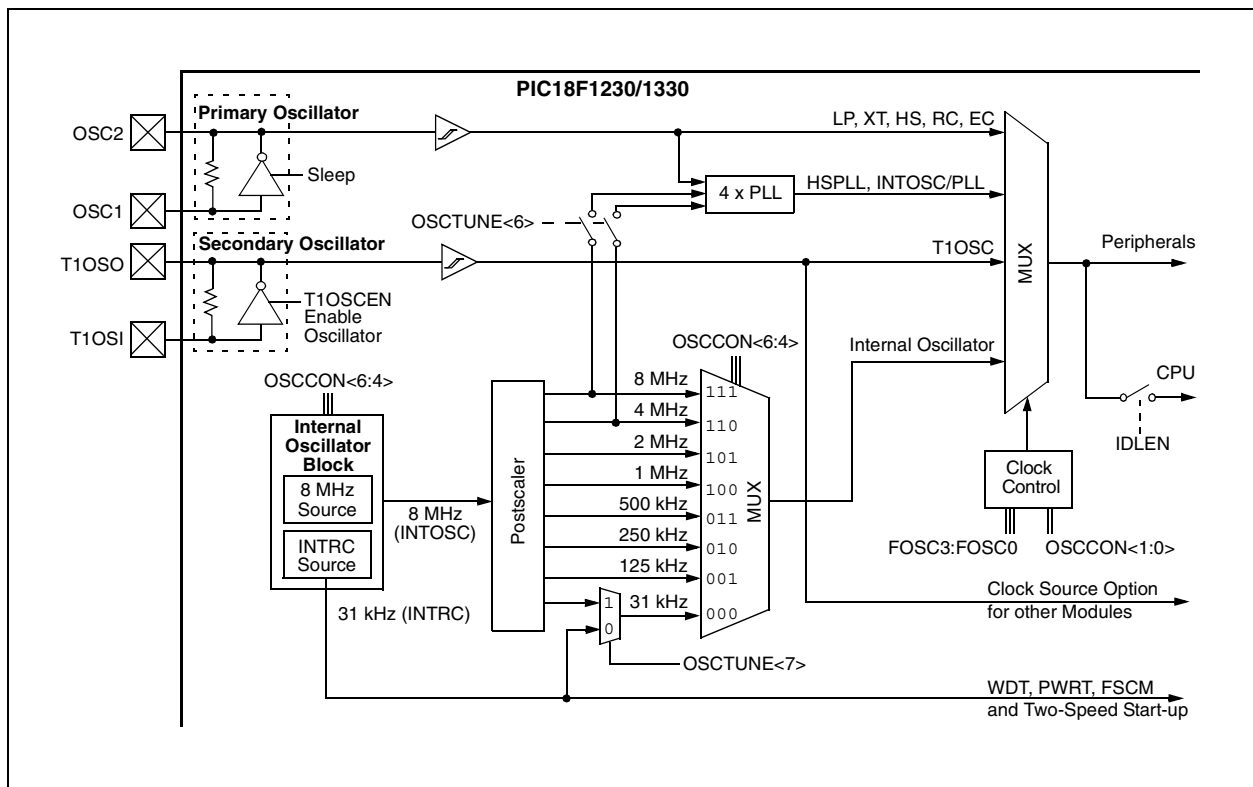 PIC18F1230/1330
Primary Oscillator
OSC2
Sleep
OSC1
LP, XT, HS, RC, EC
4 x PLL
HSPLL, INTOSC/PLL
OSCTUNE<6>
Secondary Oscillator
T1OSO
T1OSCEN
Enable
Oscillator
T1OSI
T1OSC
MUX
Peripherals
Internal Oscillator
CPU
IDLEN
Clock
Control
FOSC3:FOSC0
OSCCON<1:0>
OSCCON<6:4>
Internal
Oscillator
Block
8 MHz
Source
INTRC
Source
8 MHz
(INTOSC)
31 kHz (INTRC)
Postscaler
OSCCON<6:4>
8 MHz
111
4 MHz
110
2 MHz
101
1 MHz
100
500 kHz
011
250 kHz
010
125 kHz
001
1
0
31 kHz
000
MUX
OSCTUNE<7>
Clock Source Option
for other Modules
WDT, PWRT, FSCM
and Two-Speed Start-up